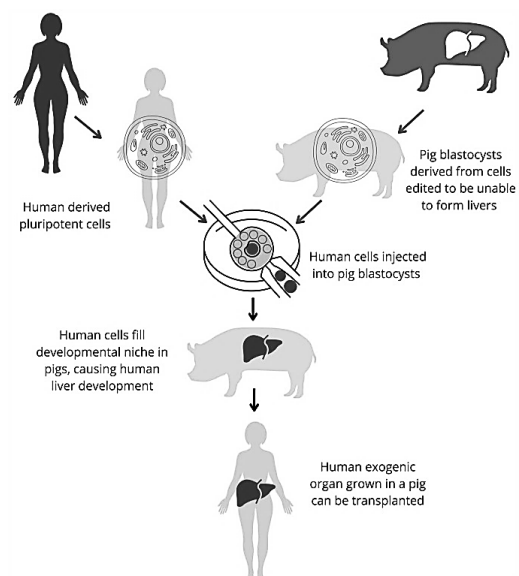 Human derived
pluripotent cells
Pig blastocysts
derived from cells
edited to be unable
to form livers
Human cells injected
into pig blastocysts
Human cells fill
developmental niche in
pigs, causing human
liver development
Human exogenic
organ grown in a pig
can be transplanted